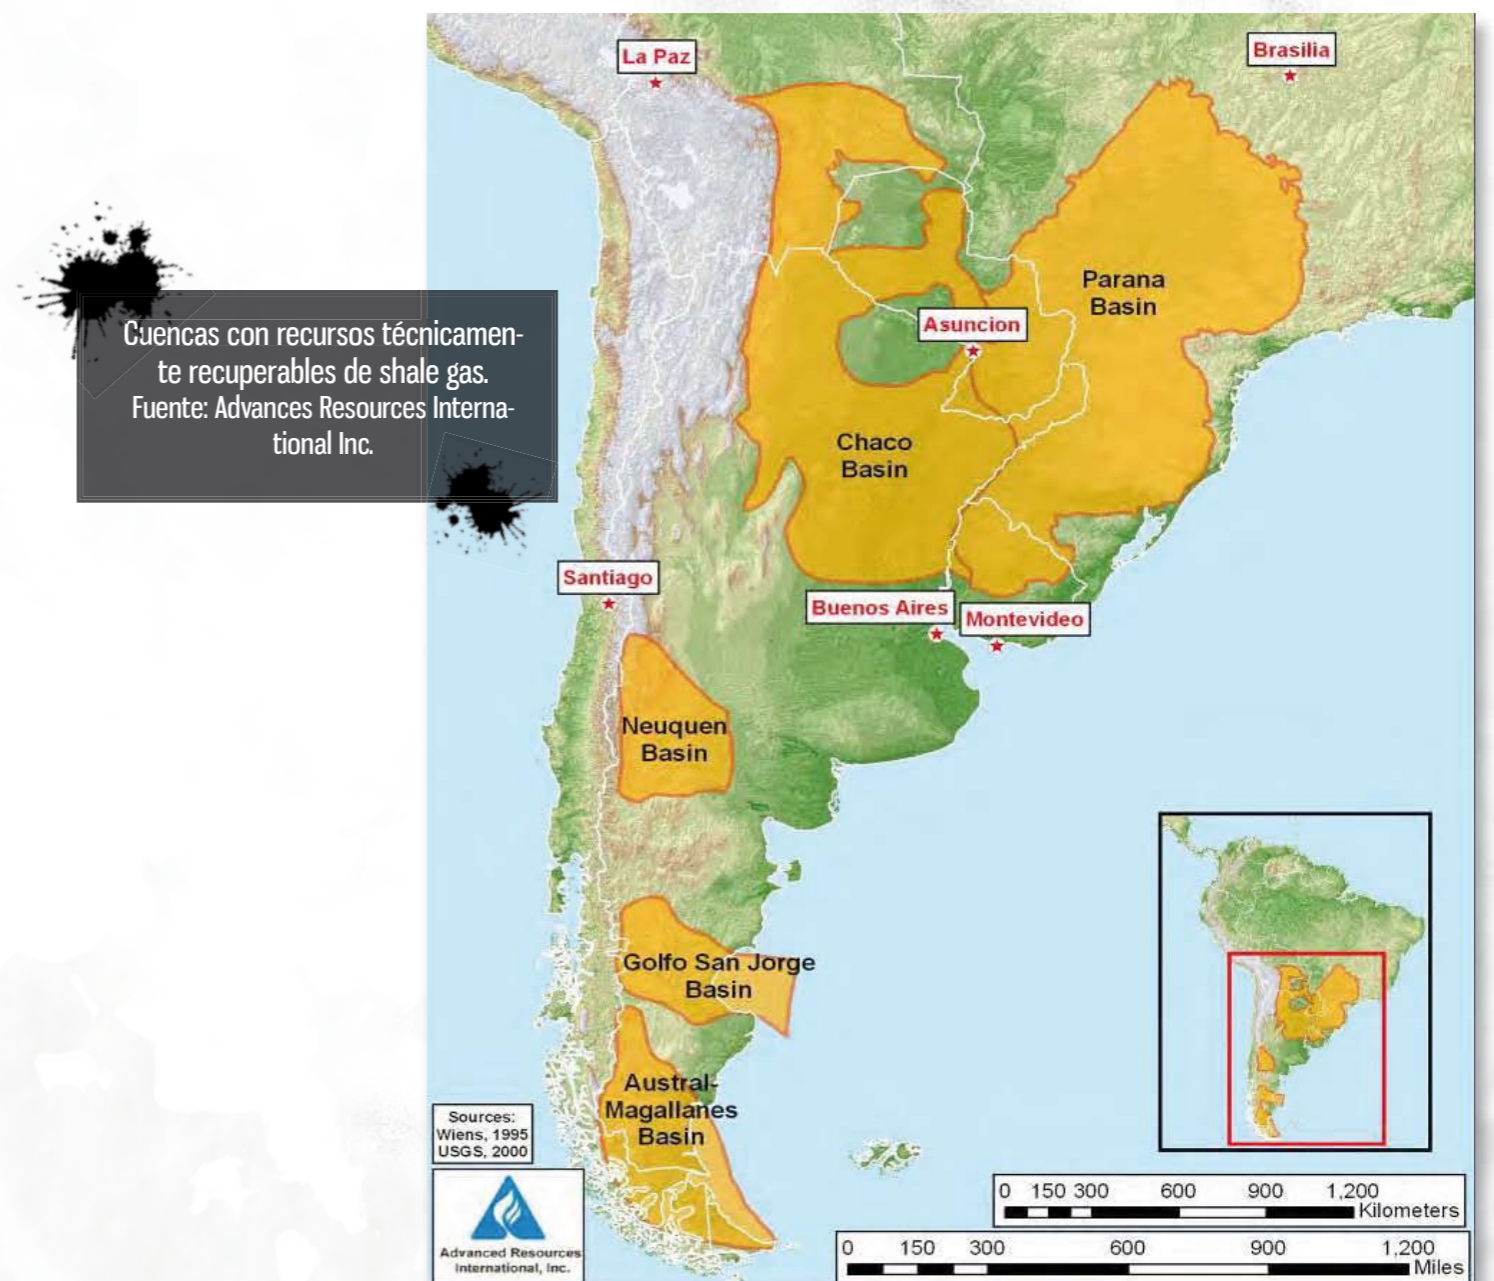 La Paz
Brasilia
Parana
Basin
Cuencas con recursos técnicamen-
te recuperables de shale gas.
Fuente: Advances Resources Interna-
tional Inc.
Asuncion
Chaco
Basin
Santiago
Buenos Aires
Montevideo
Neuquen
Basin
Golfo San Jorge
Basin
Austral-
Magallanes
Basin
Sources:
Wiens, 1995
USGS, 2000
Advanced Resources
International, Inc.
0 150 300 600 900 1,200
Kilometers
0 150 300 600 900 1,200
Miles